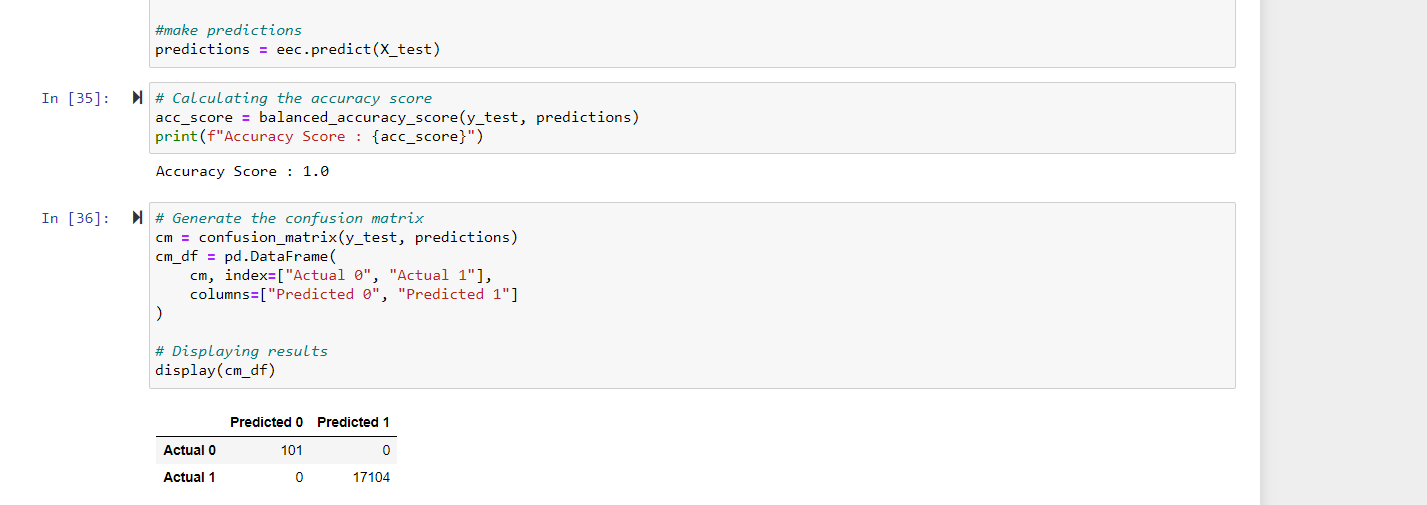 #make predictions
predictions = eec.predict(X_test)
In [35]:
# Calculating the accuracy score
acc_score = balanced_accuracy_score(y_test, predictions)
print(f"Accuracy Score : {acc_score}")
Accuracy Score : 1.0
In [36]:
# Generate the confusion matrix
cm = confusion_matrix(y_test, predictions)
cm_df = pd.DataFrame(
    cm, index=["Actual 0", "Actual 1"],
    columns=["Predicted 0", "Predicted 1"]
)
# Displaying results
display(cm_df)
Predicted 0 Predicted 1
Actual 0 101 0
Actual 1 0 17104